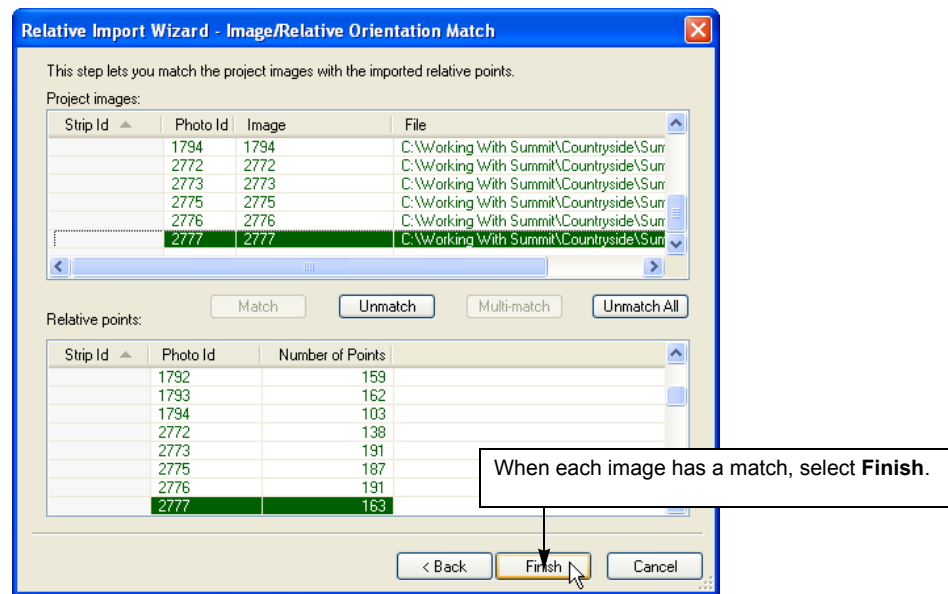 Relative Import Wizard - Image/Relative Orientation Match
This step lets you match the project images with the imported relative points.
Project images:
Strip Id Photo Id Image File
1794 1794 C:\Working With Summit\Countryside\Sum
2772 2772 C:\Working With Summit\Countryside\Sum
2773 2773 C:\Working With Summit\Countryside\Sum
2775 2775 C:\Working With Summit\Countryside\Sum
2776 2776 C:\Working With Summit\Countryside\Sum
2777 2777 C:\Working With Summit\Countryside\Sum
Match Unmatch Multi-match Unmatch All
Relative points:
Strip Id Photo Id Number of Points
1792 159
1793 162
1794 103
2772 138
2773 191
2775 187
2776 191
2777 163
When each image has a match, select Finish.
< Back Finish Cancel